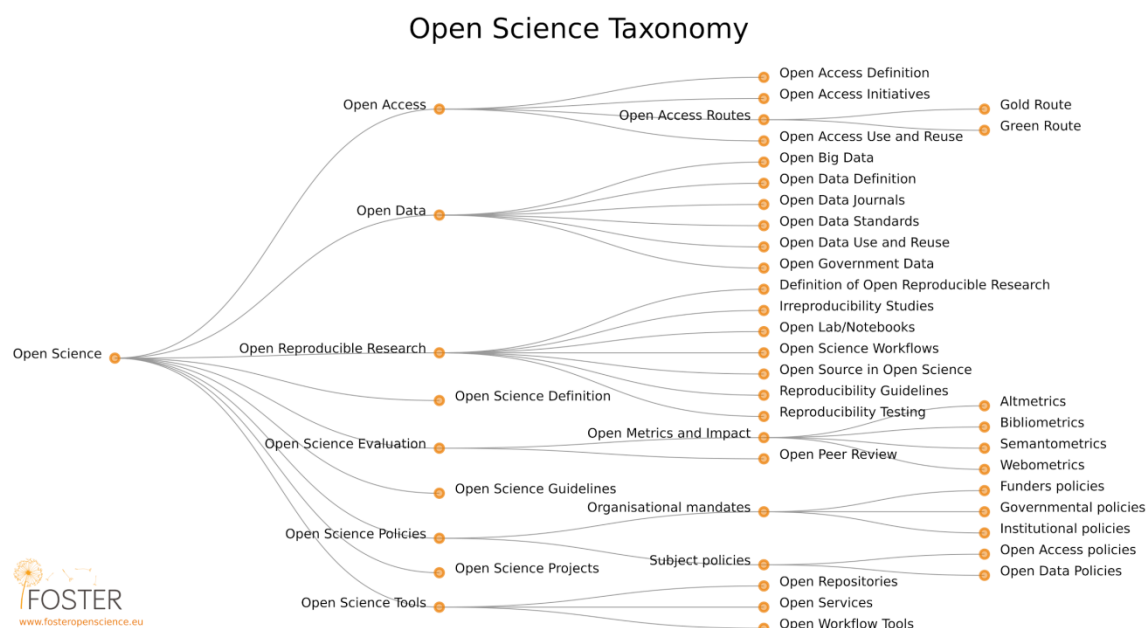 Open Science Taxonomy
Open Science
Open Access
Open Access Definition
Open Access Initiatives
Open Access Routes
Gold Route
Green Route
Open Access Use and Reuse
Open Data
Open Big Data
Open Data Definition
Open Data Journals
Open Data Standards
Open Data Use and Reuse
Open Government Data
Open Reproducible Research
Definition of Open Reproducible Research
Irreproducibility Studies
Open Lab/Notebooks
Open Science Workflows
Open Source in Open Science
Reproducibility Guidelines
Reproducibility Testing
Open Science Definition
Open Science Evaluation
Open Metrics and Impact
Altmetrics
Bibliometrics
Semantometrics
Webometrics
Open Peer Review
Open Science Guidelines
Open Science Policies
Organisational mandates
Funders policies
Governmental policies
Institutional policies
Subject policies
Open Access policies
Open Data Policies
Open Science Projects
Open Science Tools
Open Repositories
Open Services
Open Workflow Tools
FOSTER
www.fosteropenscience.eu